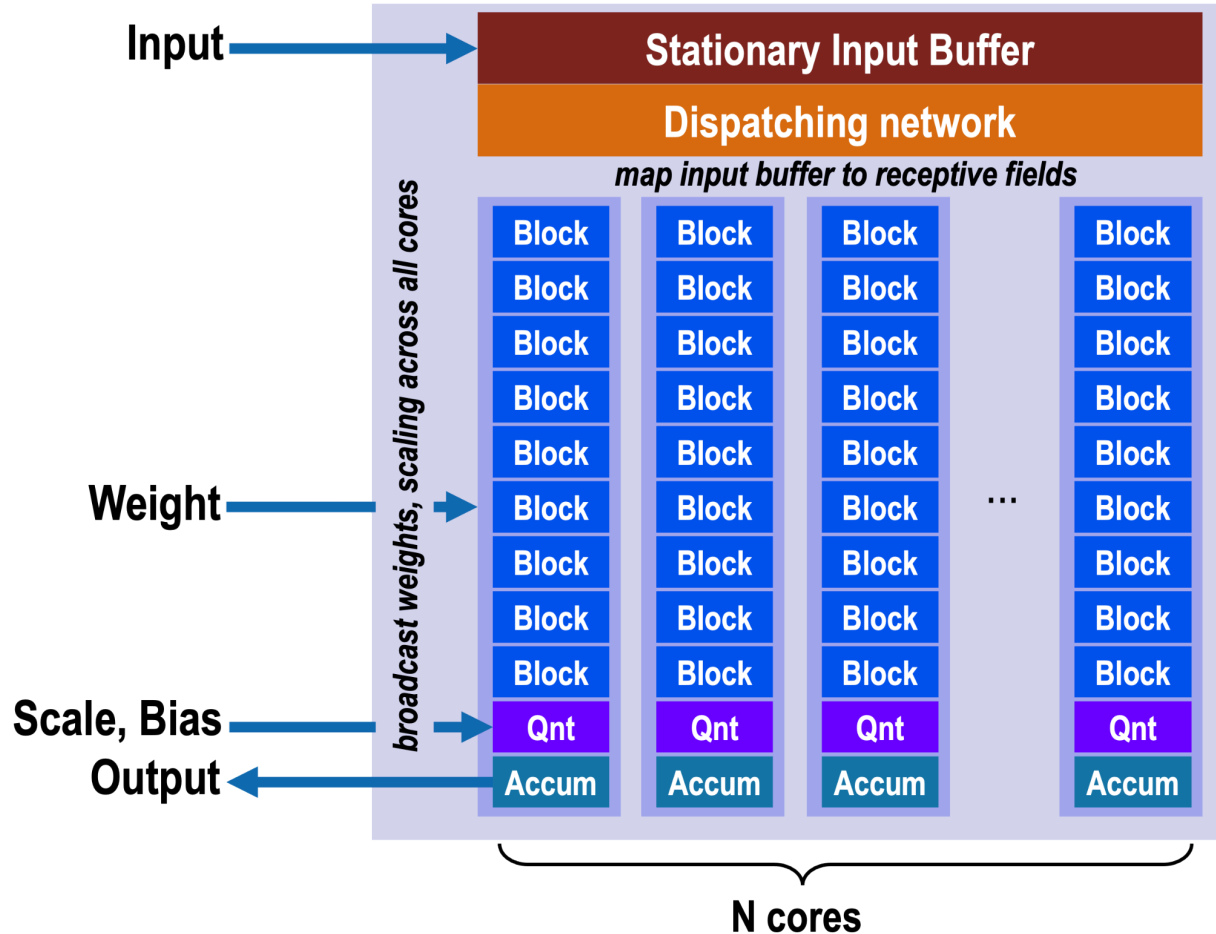 Input
Stationary Input Buffer
Dispatching network
map input buffer to receptive fields
broadcast weights, scaling across all cores
Block Block Block Block
Block Block Block Block
Block Block Block Block
Block Block Block Block
Block Block Block Block
Weight Block Block Block ... Block
Block Block Block Block
Block Block Block Block
Block Block Block Block
Scale, Bias Qnt Qnt Qnt Qnt
Output Accum Accum Accum Accum
N cores